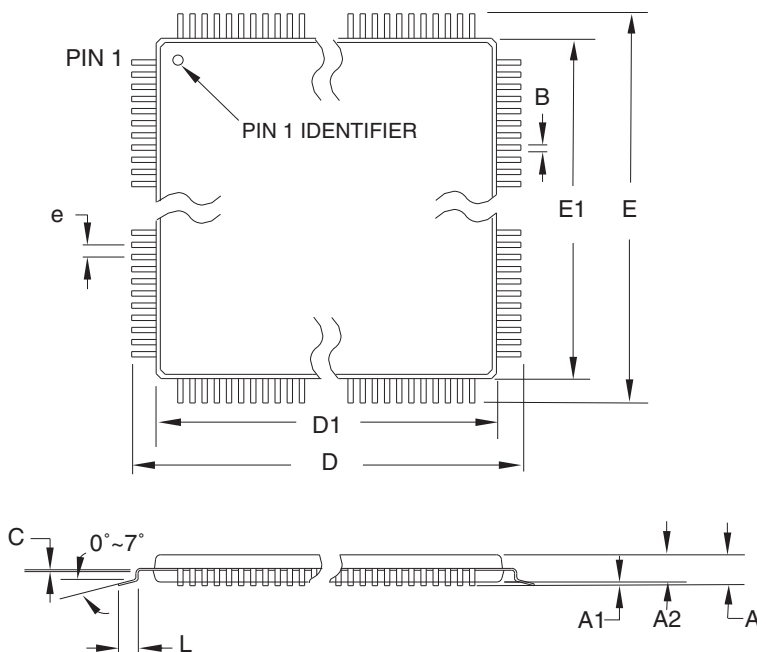 PIN 1
PIN 1 IDENTIFIER
B
e
E1 E
D1
D
C 0°~7°
A1 A2 A
L